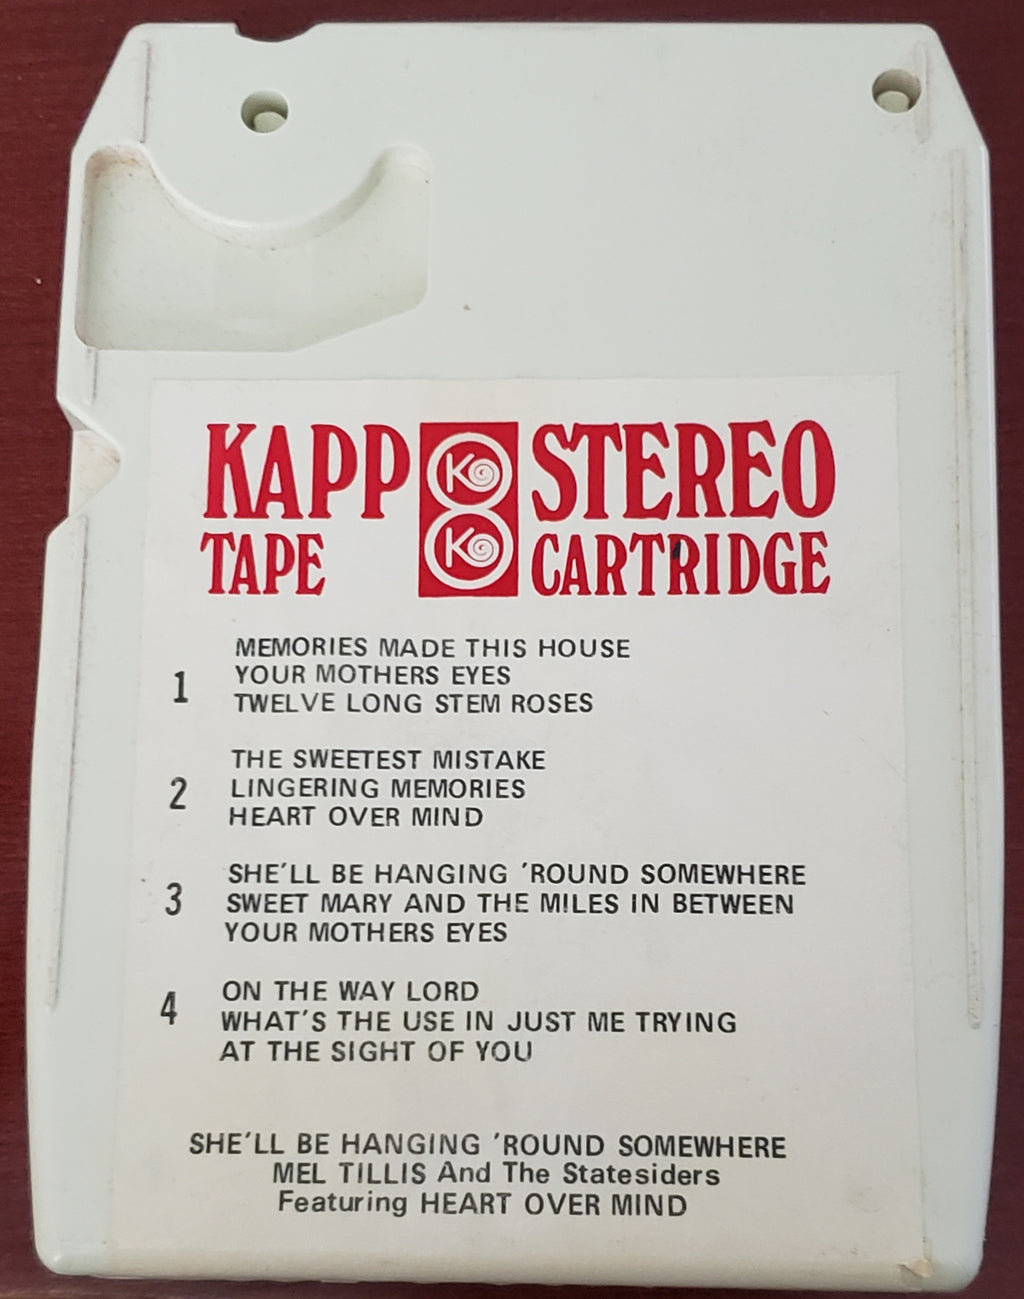 KAPP STEREO
TAPE CARTRIDGE
K
K
1
MEMORIES MADE THIS HOUSE
YOUR MOTHERS EYES
TWELVE LONG STEM ROSES
2
THE SWEETEST MISTAKE
LINGERING MEMORIES
HEART OVER MIND
3
SHE'LL BE HANGING 'ROUND SOMEWHERE
SWEET MARY AND THE MILES IN BETWEEN
YOUR MOTHERS EYES
4
ON THE WAY LORD
WHAT'S THE USE IN JUST ME TRYING
AT THE SIGHT OF YOU
SHE'LL BE HANGING 'ROUND SOMEWHERE
MEL TILLIS And The Statesiders
Featuring HEART OVER MIND